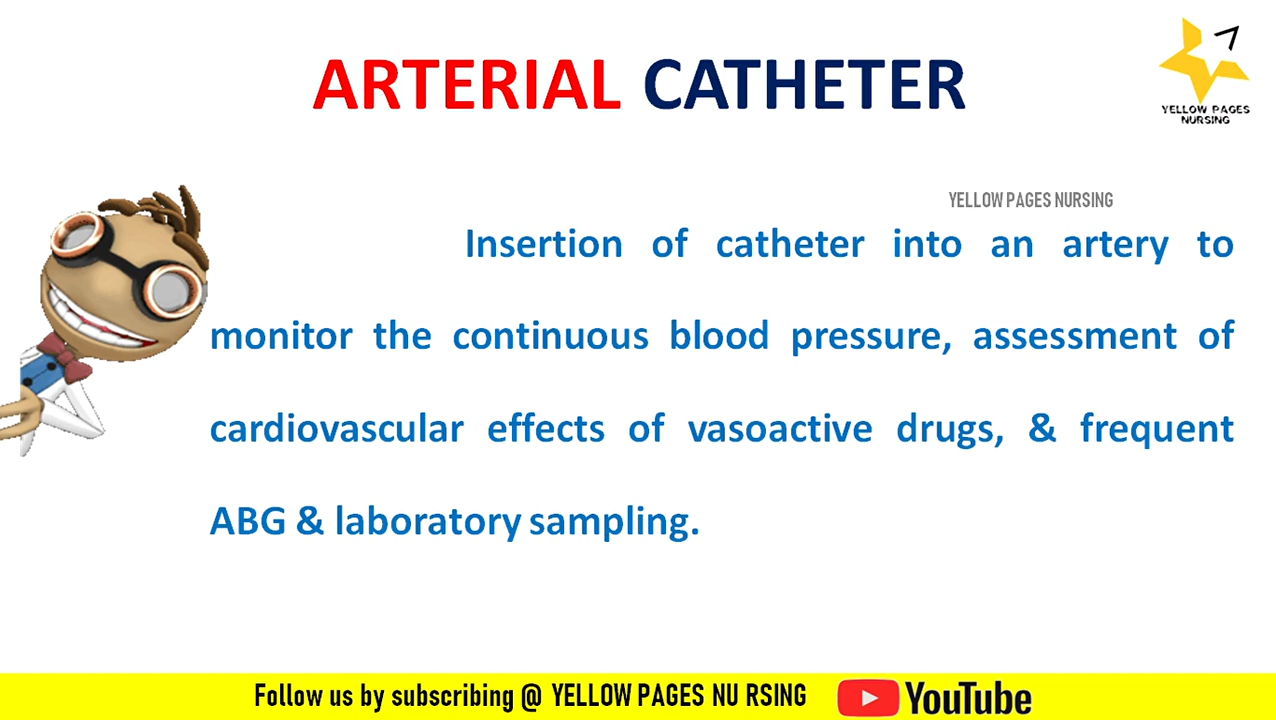 ARTERIAL CATHETER
YELLOW PAGES
NURSING
YELLOW PAGES NURSING
Insertion of catheter into an artery to
monitor the continuous blood pressure, assessment of
cardiovascular effects of vasoactive drugs, & frequent
ABG & laboratory sampling.
Follow us by subscribing @ YELLOW PAGES NU RSING YouTube